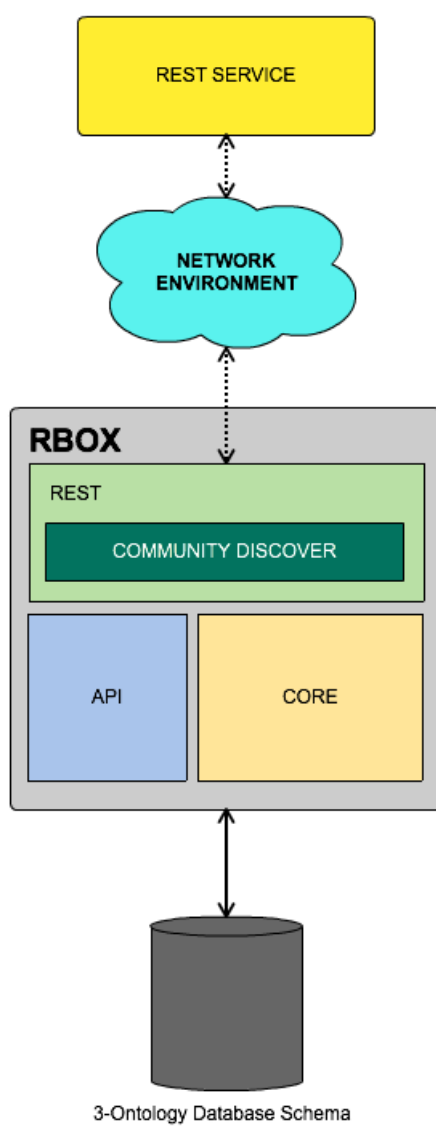 REST SERVICE
NETWORK
ENVIRONMENT
RBOX
REST
COMMUNITY DISCOVER
API
CORE
3-Ontology Database Schema